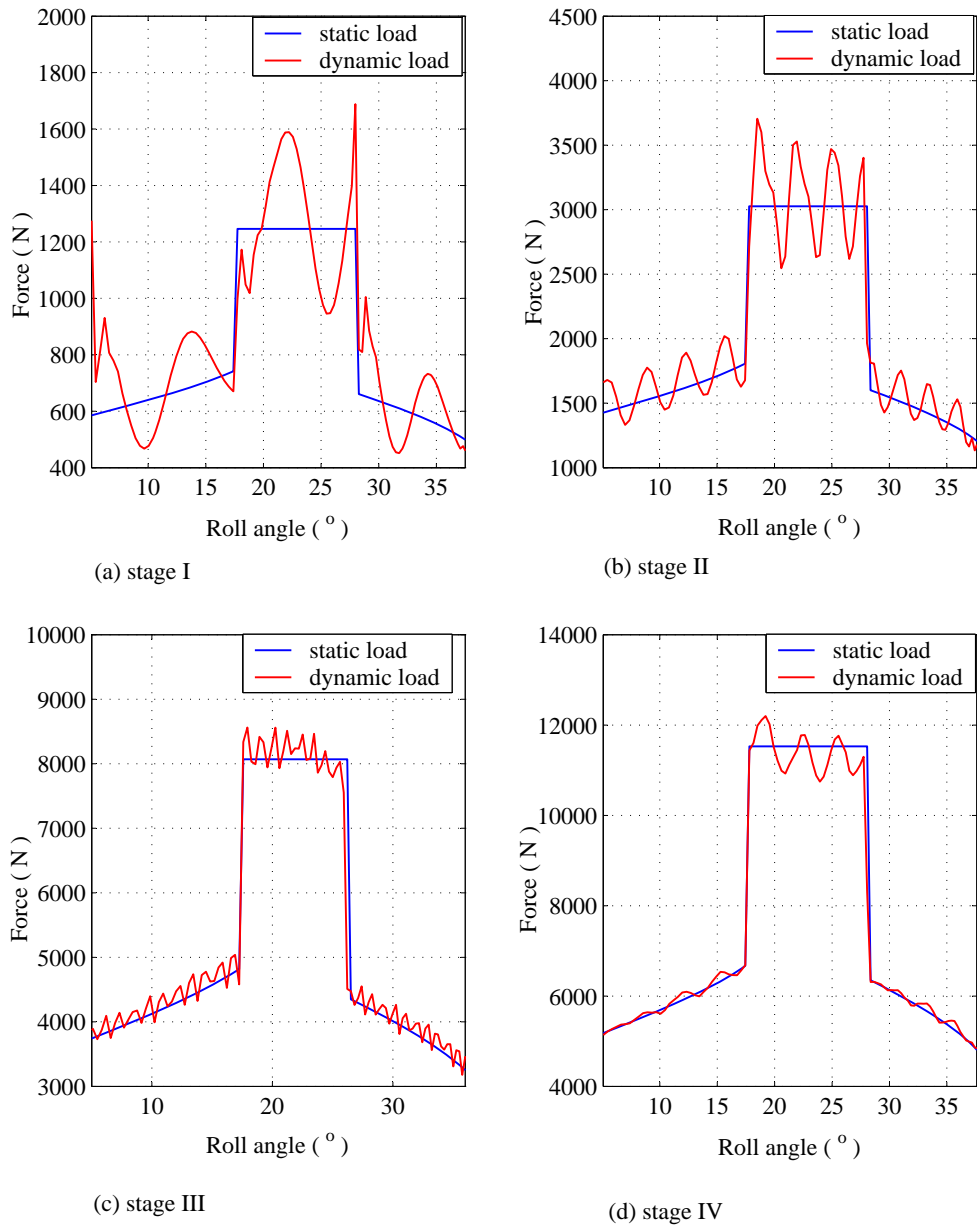 2000
1800
1600
1400
1200
1000
800
600
400
Force ( N )
static load
dynamic load
10 15 20 25 30 35
Roll angle ( o )
(a) stage I
4500
4000
3500
3000
2500
2000
1500
1000
Force ( N )
static load
dynamic load
10 15 20 25 30 35
Roll angle ( o )
(b) stage II
10000
9000
8000
7000
6000
5000
4000
3000
Force ( N )
static load
dynamic load
10 20 30
Roll angle ( o )
(c) stage III
14000
12000
10000
8000
6000
4000
Force ( N )
static load
dynamic load
10 15 20 25 30 35
Roll angle ( o )
(d) stage IV